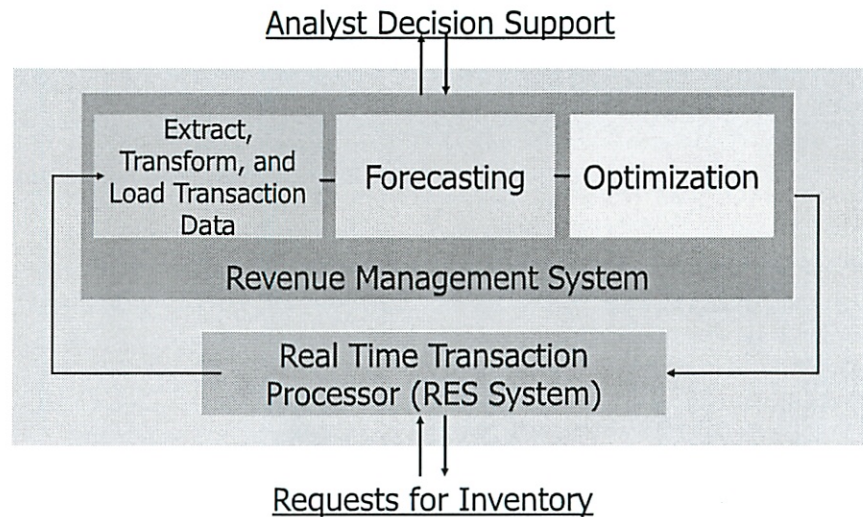 Analyst Decision Support
Extract,
Transform, and
Load Transaction
Data
Forecasting
Optimization
Revenue Management System
Real Time Transaction
Processor (RES System)
Requests for Inventory